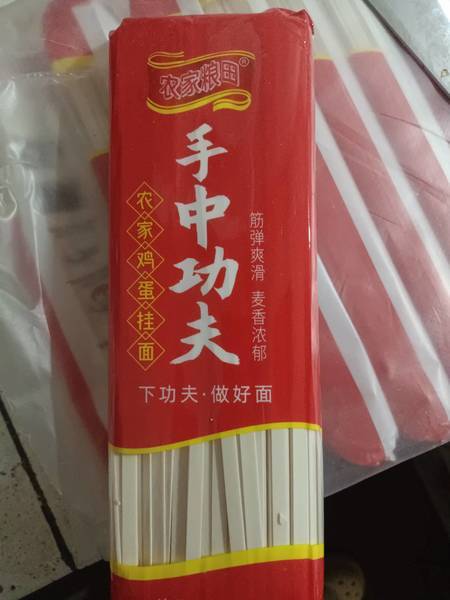 农家粮田®
手中功夫
农家鸡蛋挂面
筋弹爽滑 麦香浓郁
下功夫·做好面